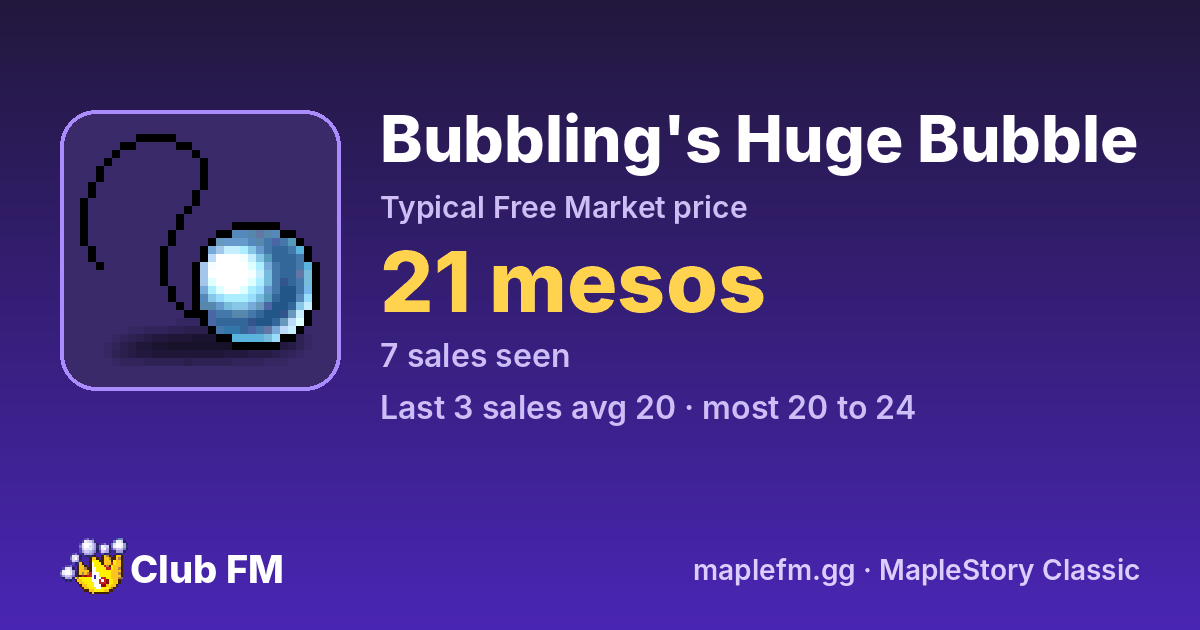 Bubbling's Huge Bubble
Typical Free Market price
21 mesos
7 sales seen
Last 3 sales avg 20 · most 20 to 24
Club FM
maplefm.gg · MapleStory Classic